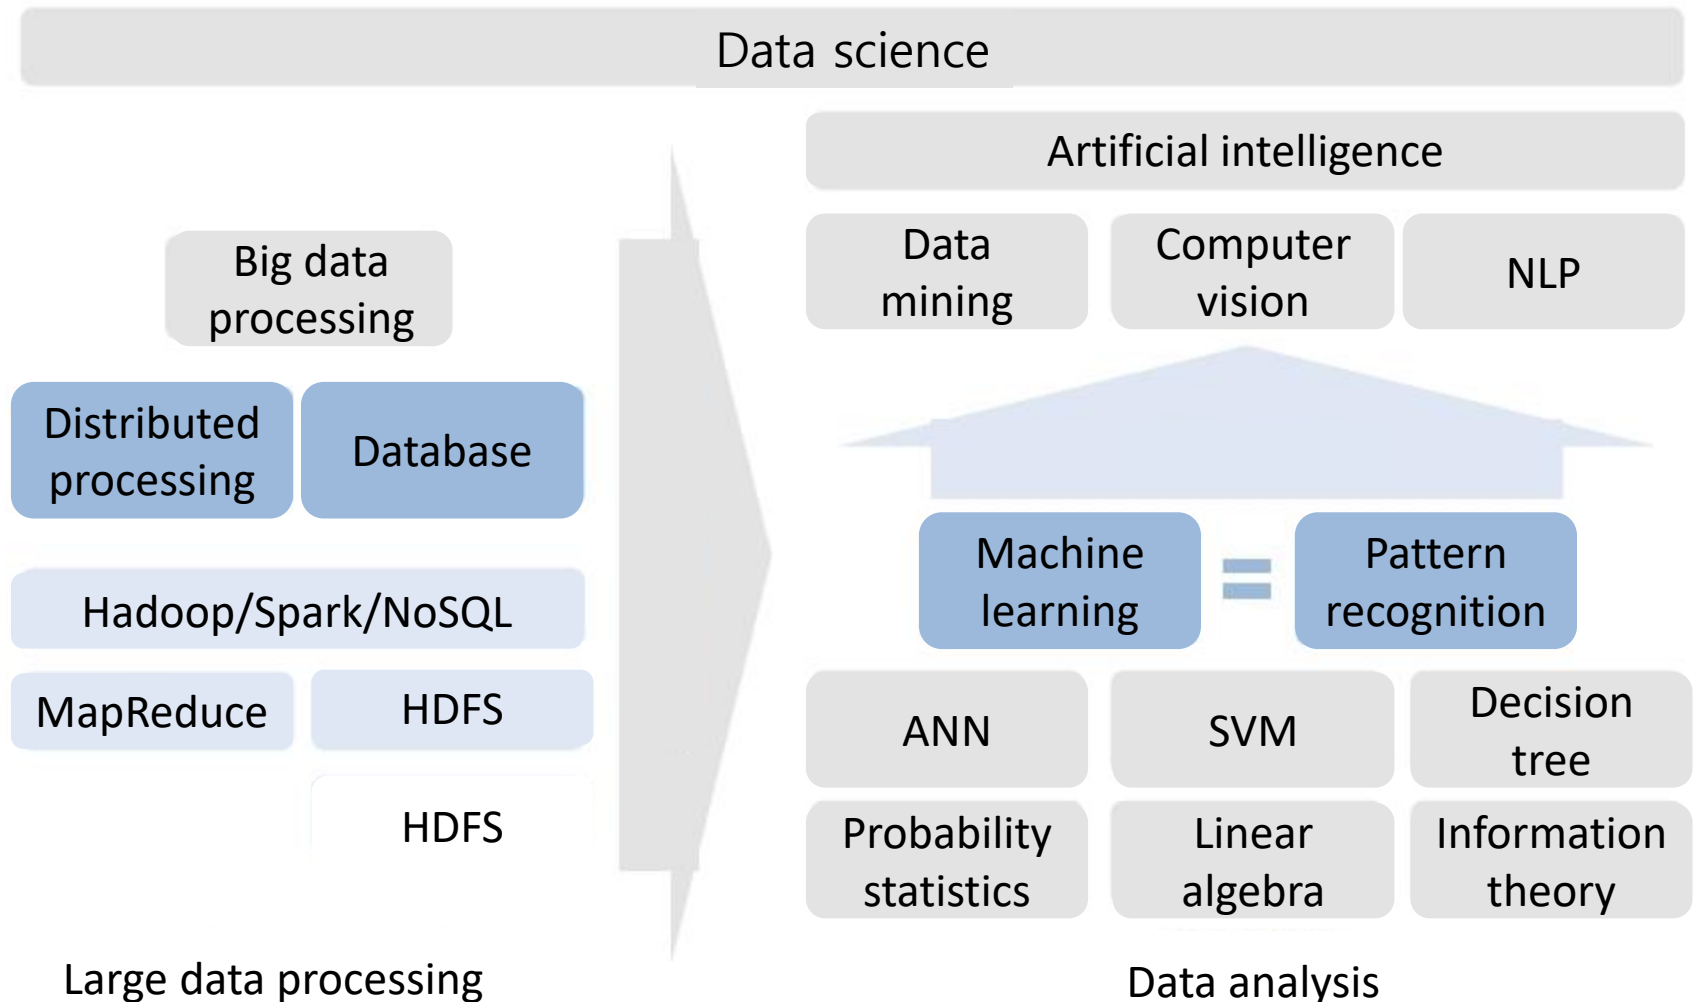 Data science
Big data
processing
Distributed
processing
Database
Hadoop/Spark/NoSQL
MapReduce
HDFS
HDFS
Large data processing
Artificial intelligence
Data
mining
Computer
vision
NLP
Machine
learning
=
Pattern
recognition
ANN
SVM
Decision
tree
Probability
statistics
Linear
algebra
Information
theory
Data analysis